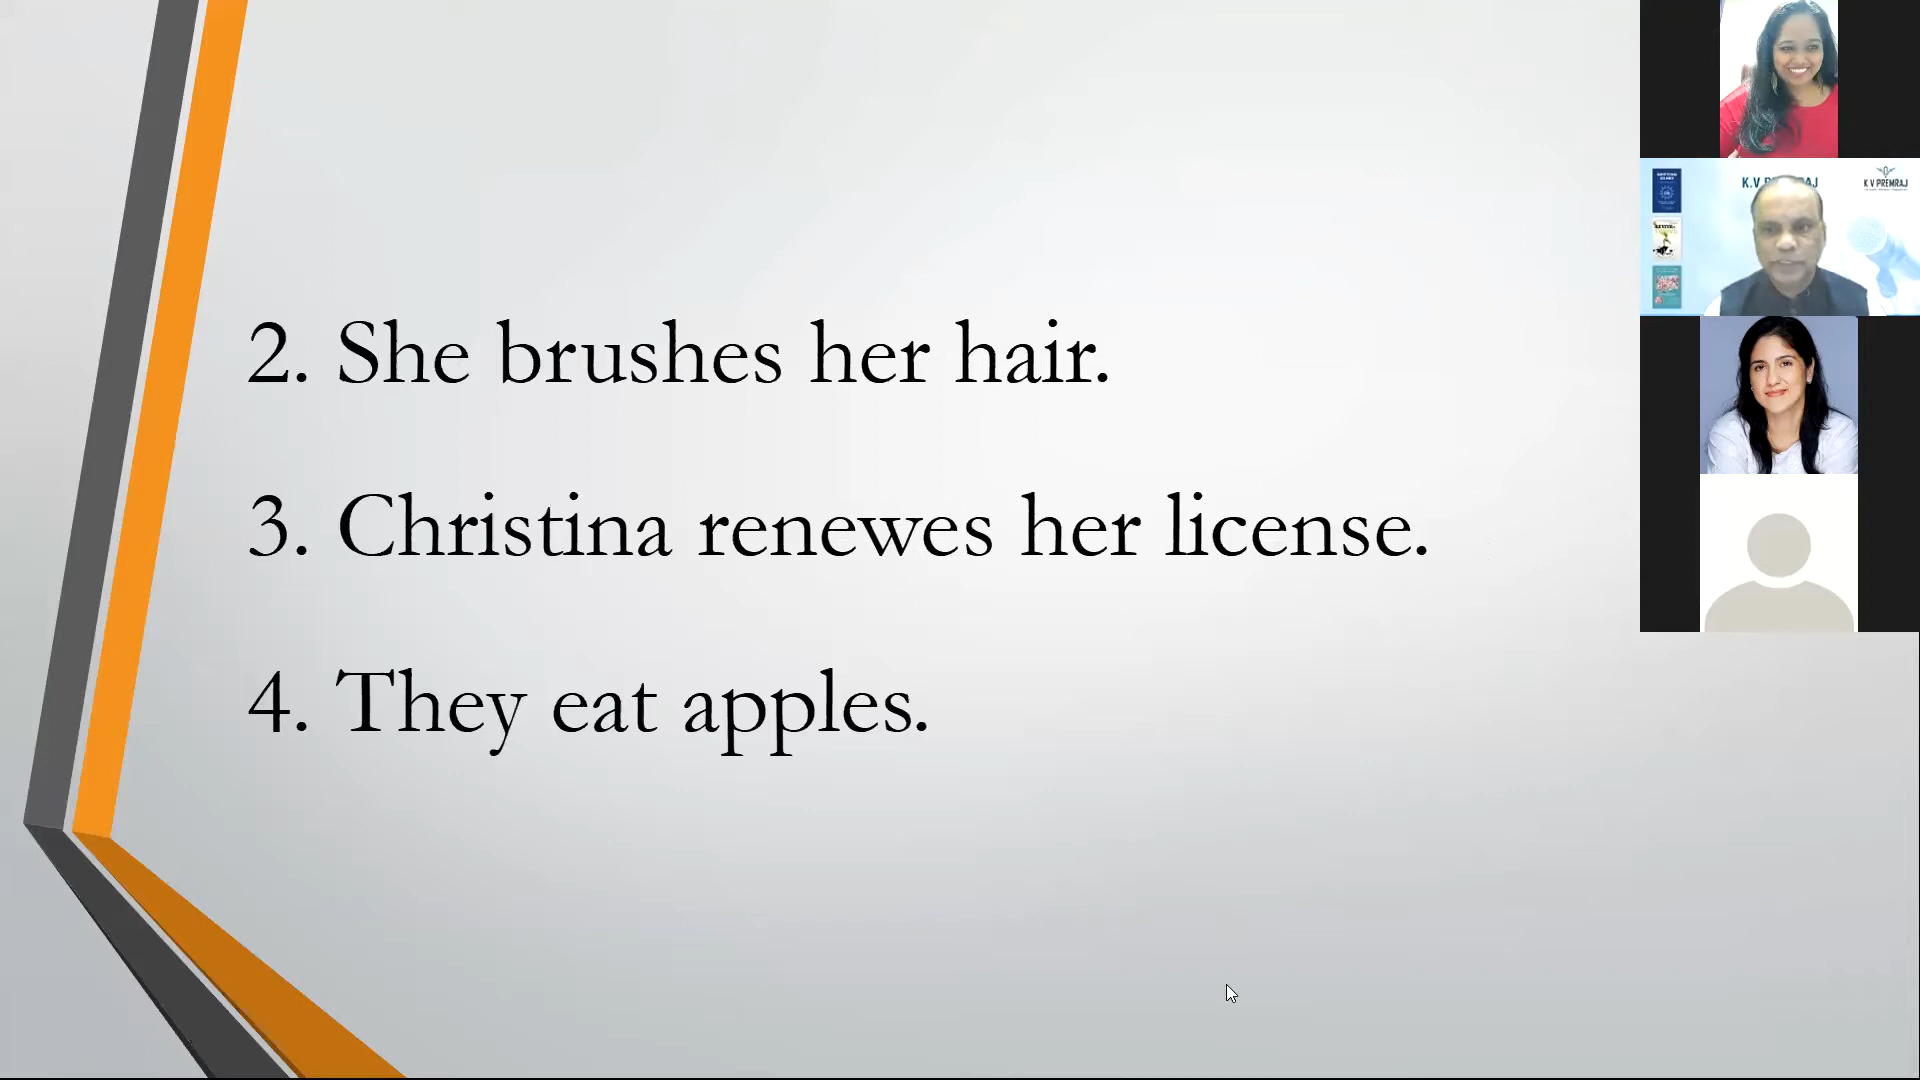 2. She brushes her hair.
3. Christina renewes her license.
4. They eat apples.
K V PREMRAJ